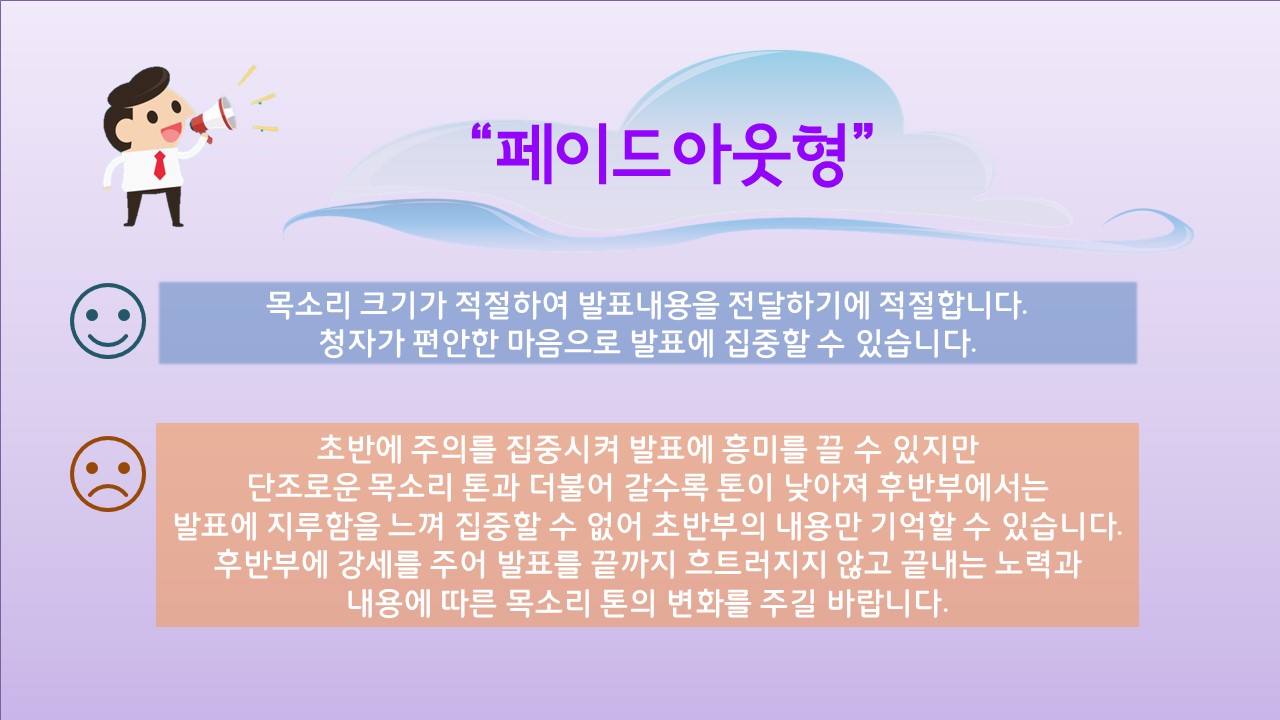 “페이드아웃형”
목소리 크기가 적절하여 발표내용을 전달하기에 적절합니다.
청자가 편안한 마음으로 발표에 집중할 수 있습니다.
초반에 주의를 집중시켜 발표에 흥미를 끌 수 있지만
단조로운 목소리 톤과 더불어 갈수록 톤이 낮아져 후반부에서는
발표에 지루함을 느껴 집중할 수 없어 초반부의 내용만 기억할 수 있습니다.
후반부에 강세를 주어 발표를 끝까지 흐트러지지 않고 끝내는 노력과
내용에 따른 목소리 톤의 변화를 주길 바랍니다.